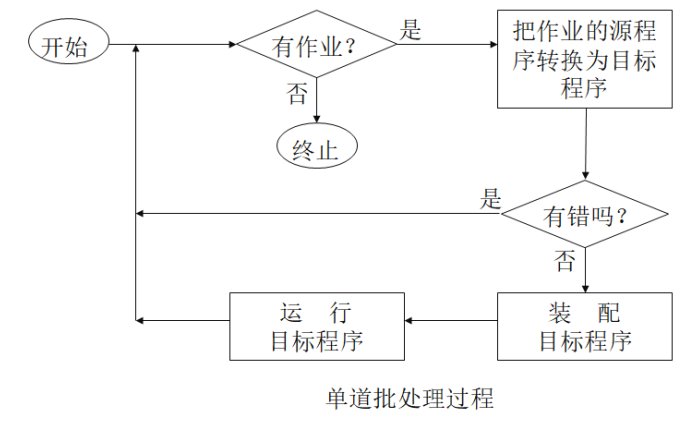 开始
有作业？
是
把作业的源程
序转换为目标
程序
否
终止
是
有错吗？
否
运 行
目标程序
装 配
目标程序
单道批处理过程